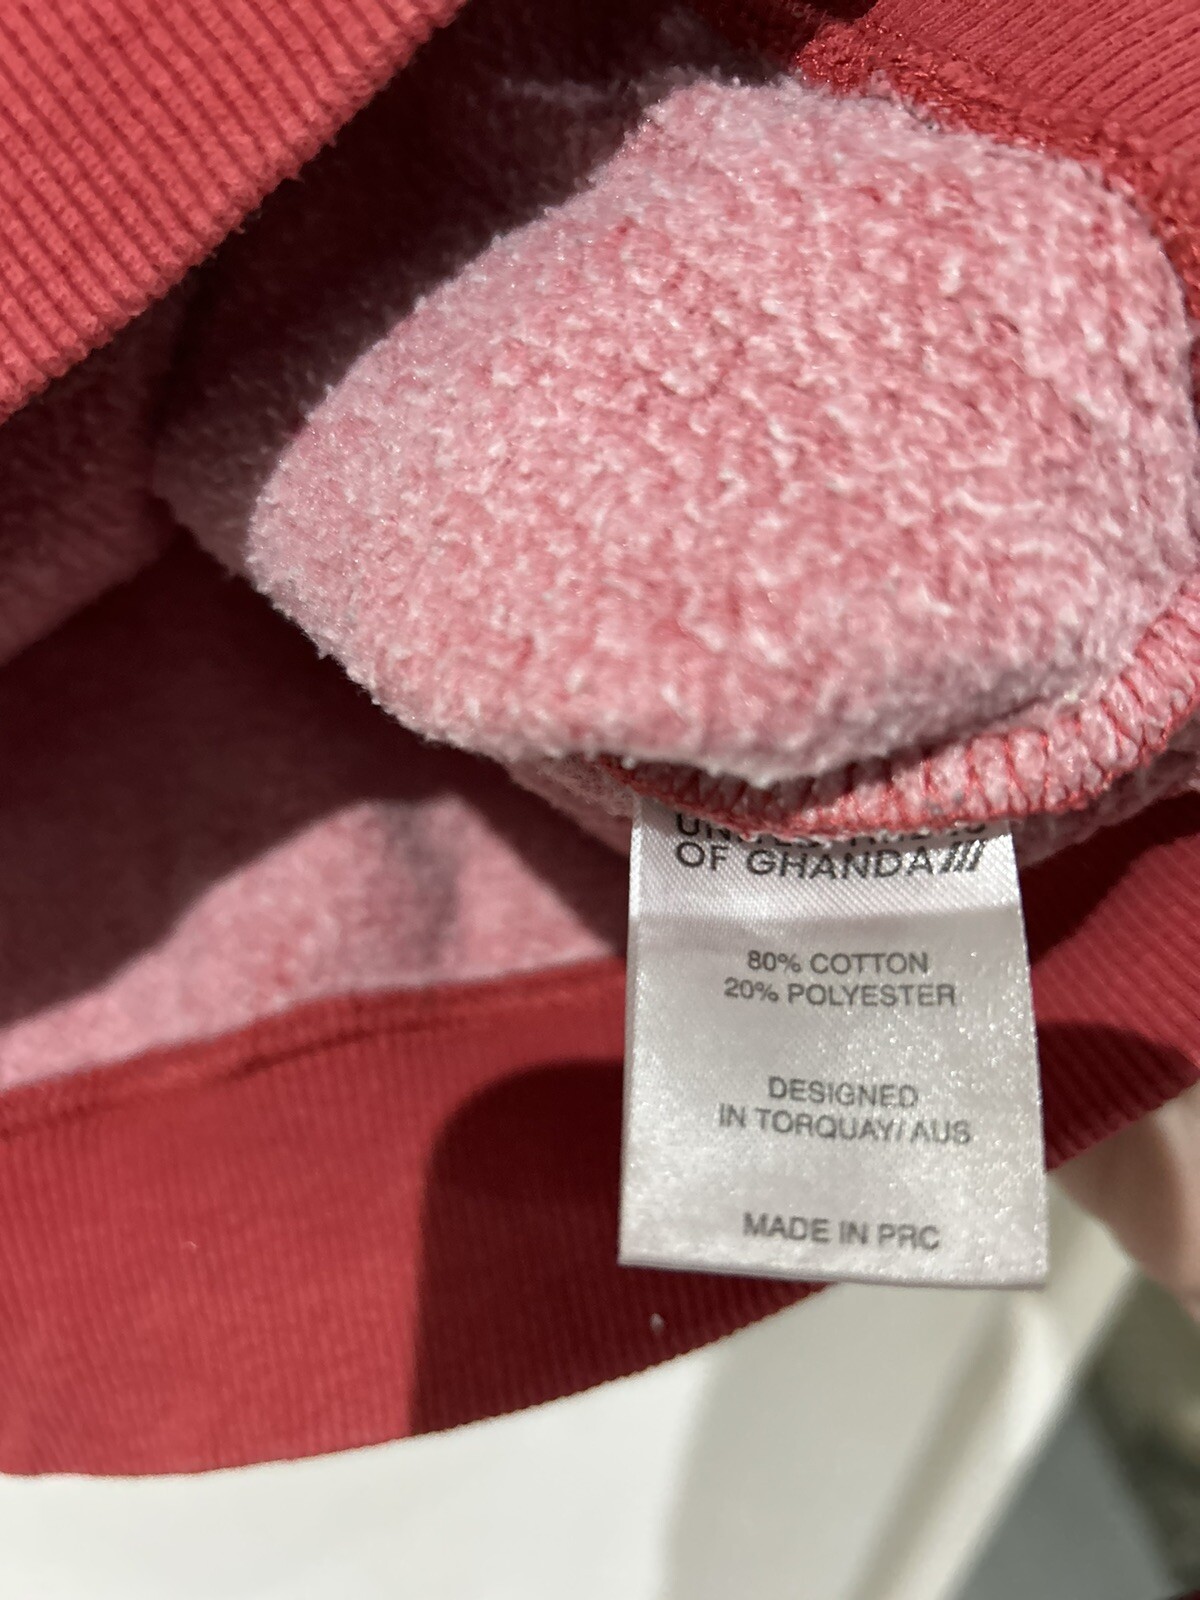 OF GHANDA///
80% COTTON
20% POLYESTER
DESIGNED
IN TORQUAY/ AUS
MADE IN PRC